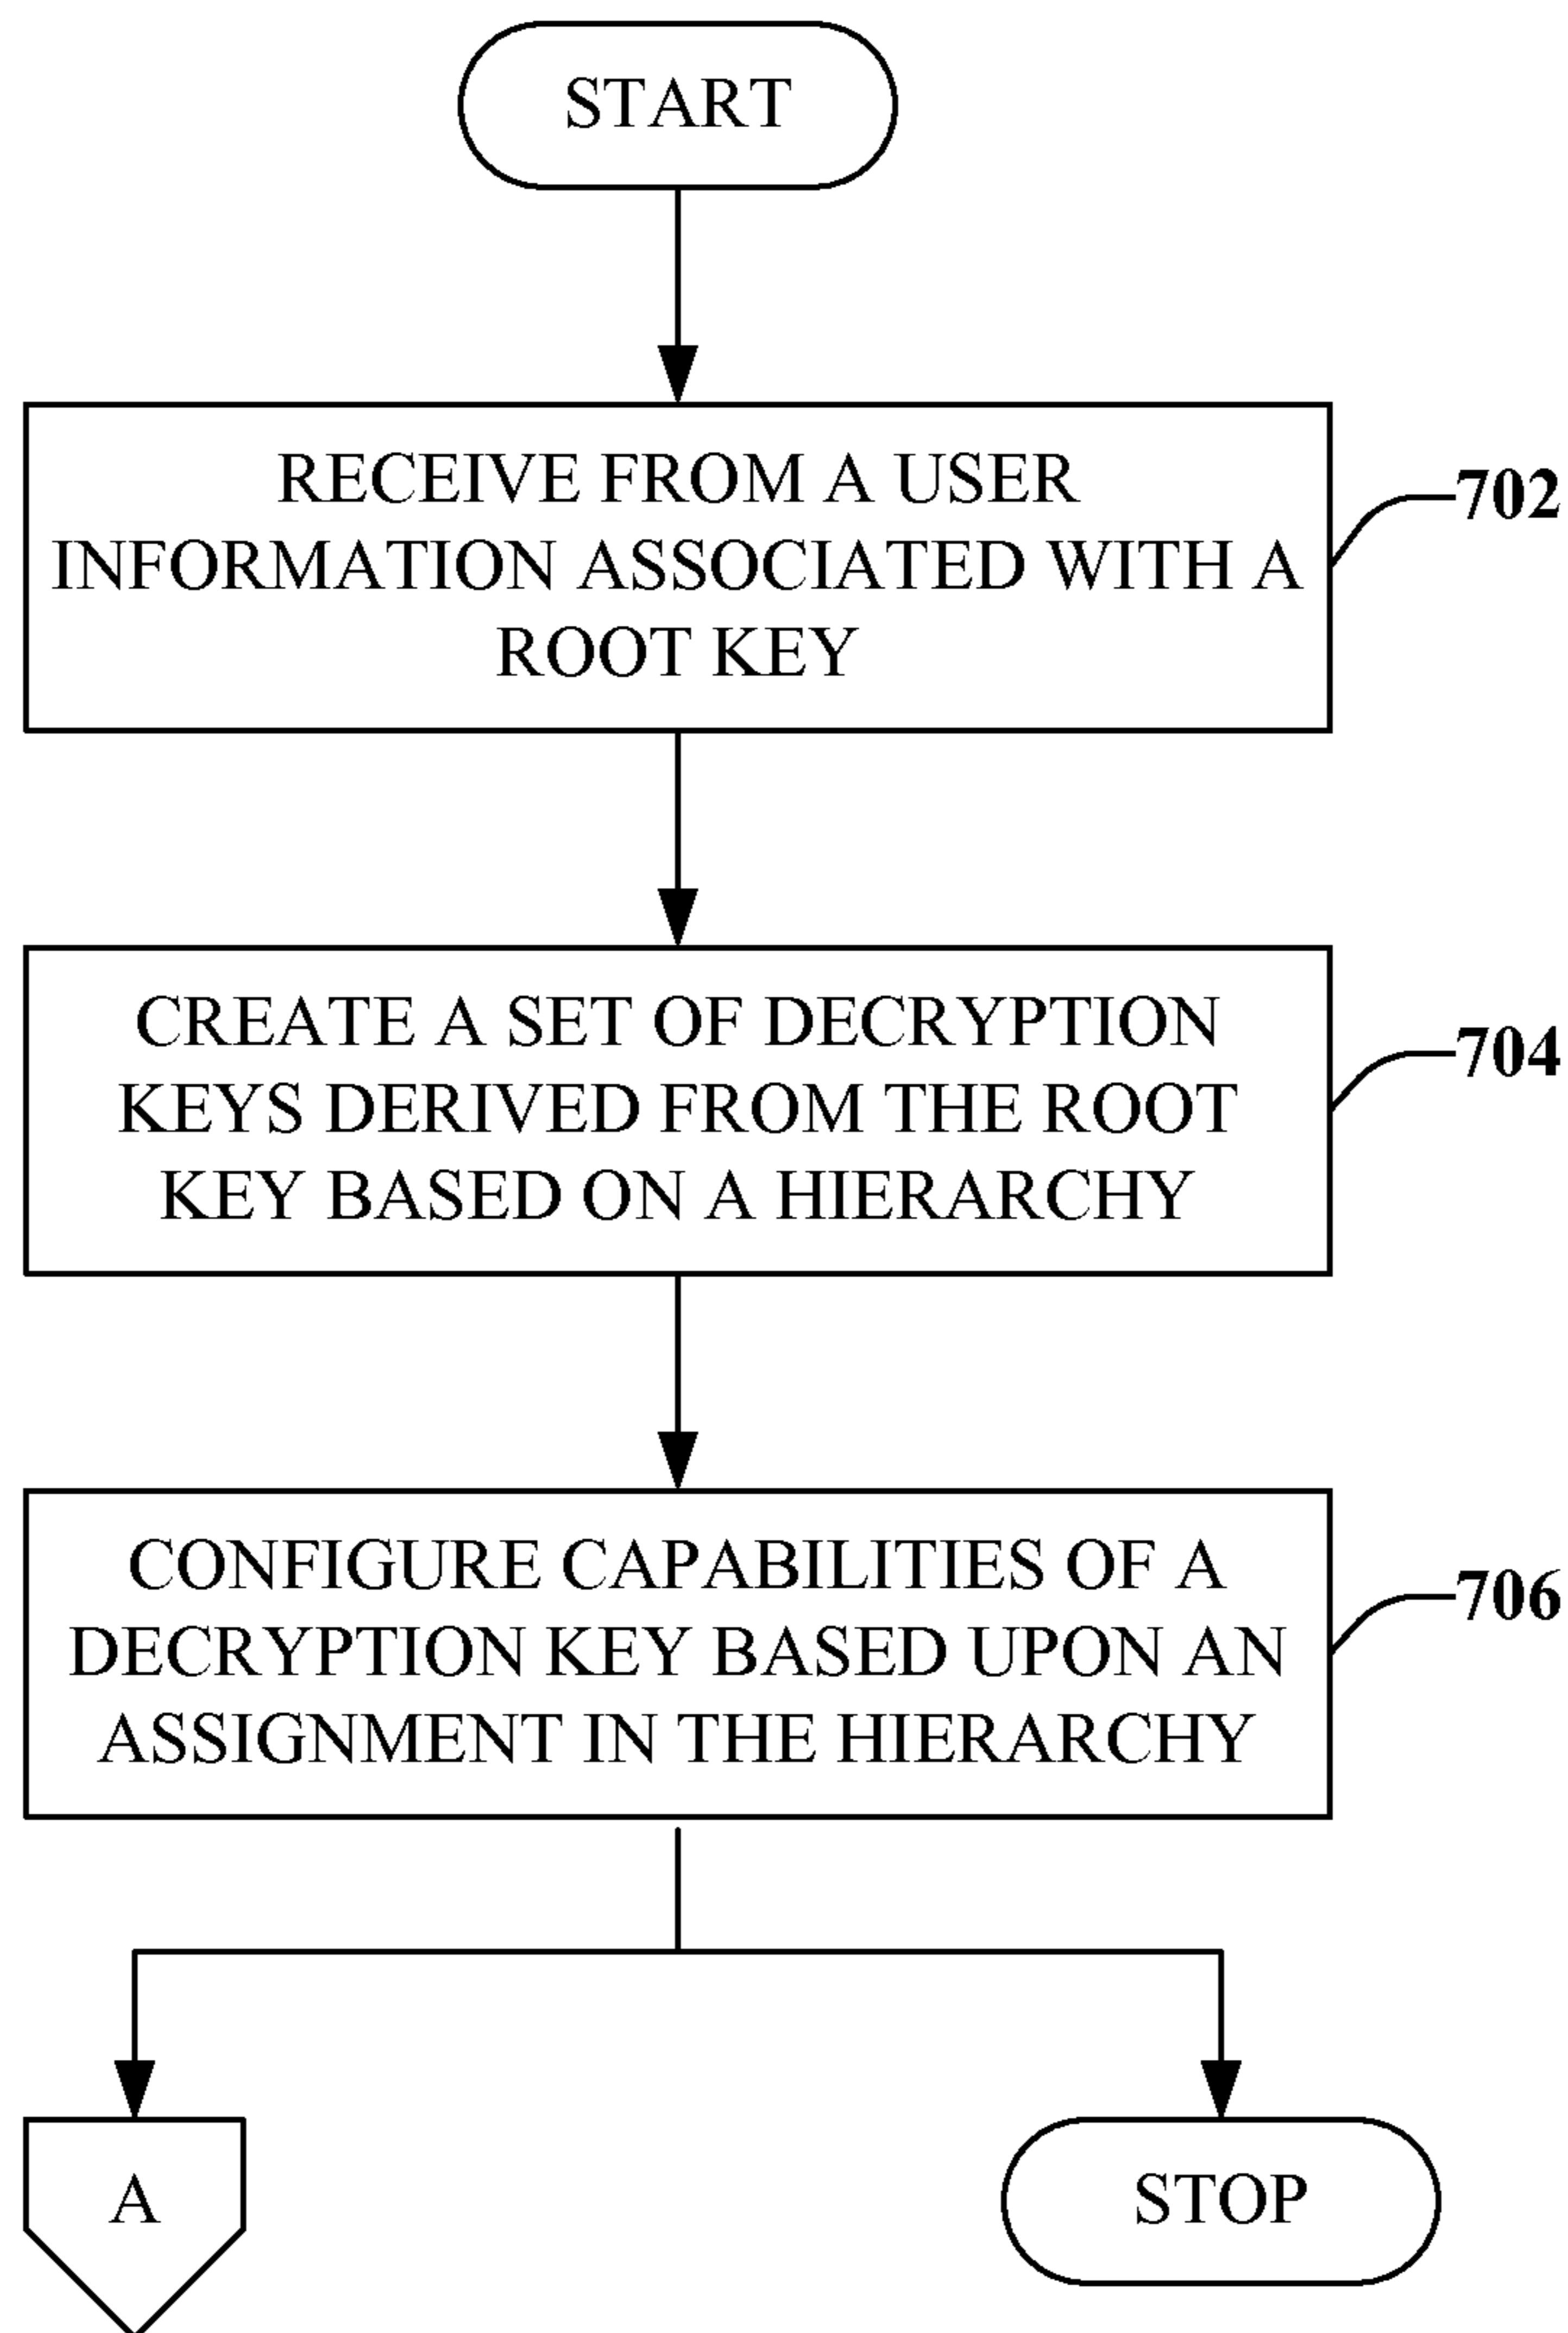 START
RECEIVE FROM A USER
INFORMATION ASSOCIATED WITH A
ROOT KEY
702
CREATE A SET OF DECRYPTION
KEYS DERIVED FROM THE ROOT
KEY BASED ON A HIERARCHY
704
CONFIGURE CAPABILITIES OF A
DECRYPTION KEY BASED UPON AN
ASSIGNMENT IN THE HIERARCHY
706
A
STOP